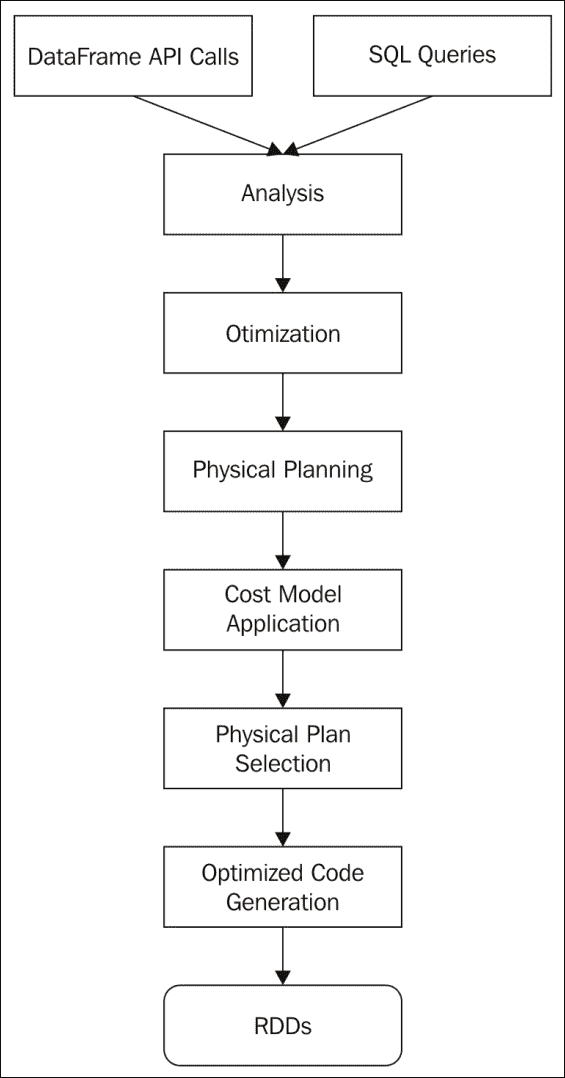 DataFrame API Calls
SQL Queries
Analysis
Otimization
Physical Planning
Cost Model
Application
Physical Plan
Selection
Optimized Code
Generation
RDDs